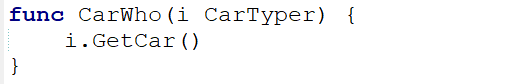 func CarWho(i CarTyper) {
    i.GetCar()
}